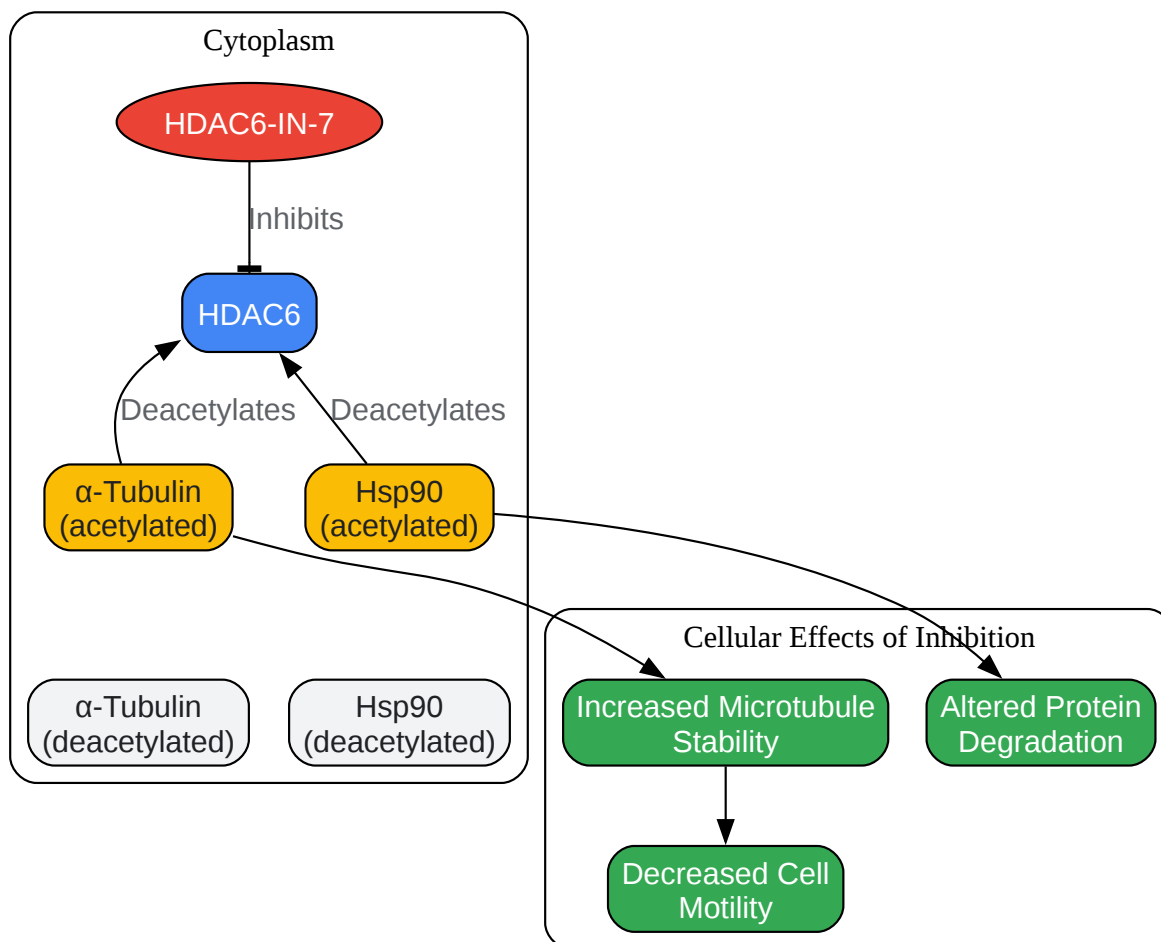 Cytoplasm
HDAC6-IN-7
Inhibits
HDAC6
Deacetylates
Deacetylates
α-Tubulin
(acetylated)
Hsp90
(acetylated)
α-Tubulin
(deacetylated)
Hsp90
(deacetylated)
Cellular Effects of Inhibition
Increased Microtubule
Stability
Altered Protein
Degradation
Decreased Cell
Motility